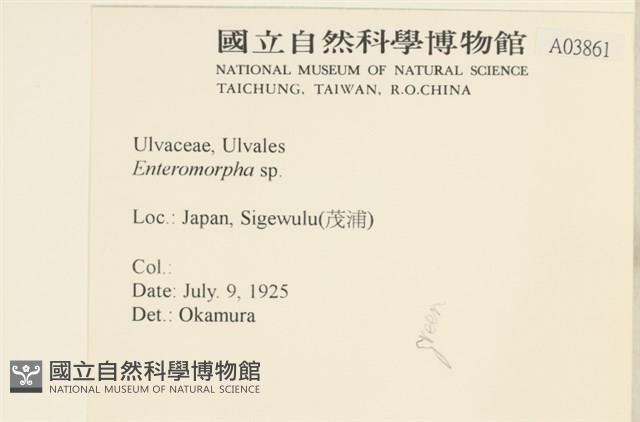 國立自然科學博物館
A03861
NATIONAL MUSEUM OF NATURAL SCIENCE
TAICHUNG, TAIWAN, R.O.CHINA
Ulvaceae, Ulvales
Enteromorpha sp.
Loc.: Japan, Sigewulu(茂浦)
Col.:
Date: July. 9, 1925
Det.: Okamura
green
國立自然科學博物館
NATIONAL MUSEUM OF NATURAL SCIENCE